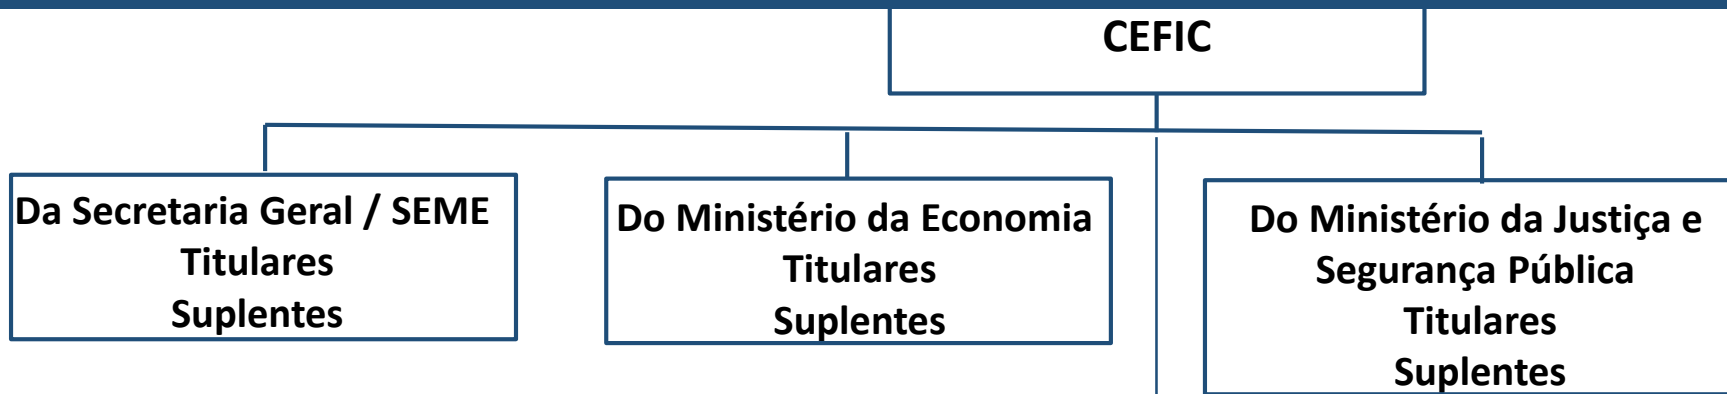 CEFIC
Da Secretaria Geral / SEME
Titulares
Suplentes
Do Ministério da Economia
Titulares
Suplentes
Do Ministério da Justiça e
Segurança Pública
Titulares
Suplentes